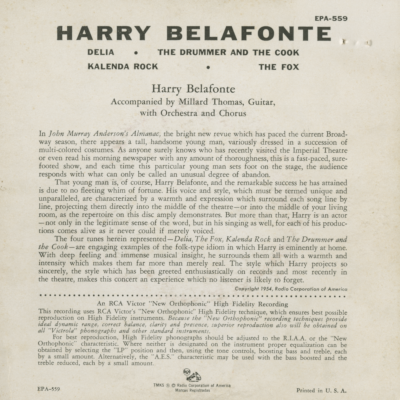 EPA-559
HARRY BELAFONTE
DELIA • THE DRUMMER AND THE COOK
KALENDA ROCK • THE FOX
Harry Belafonte
Accompanied by Millard Thomas, Guitar,
with Orchestra and Chorus
In John Murray Anderson's Almanac, the bright new revue which has paced the current Broad-
way season, there appears a tall, handsome young man, variously dressed in a succession of
multi-colored costumes. As anyone surely knows who has recently visited the Imperial Theatre
or even read his morning newspaper with any amount of thoroughness, this is a fast-paced, sure-
footed show, and each time this particular young man sets foot on the stage, the audience
responds with what can only be called an unusual degree of abandon.
That young man is, of course, Harry Belafonte, and the remarkable success he has attained
is due to no fleeting whim of fortune. His voice and style, which must be termed unique and
unparalleled, are characterized by a warmth and expression which surround each song line by
line, projecting them directly into the middle of the theatre—or into the middle of your living
room, as the repertoire on this disc amply demonstrates. But more than that, Harry is an actor
—not only in the legitimate sense of the word, but in his singing as well, for each of his produc-
tions comes alive as it never could if merely voiced.
The four tunes herein represented—Delia, The Fox, Kalenda Rock and The Drummer and
the Cook—are engaging examples of the folk-type idiom in which Harry is eminently at home.
With deep feeling and immense musical insight, he surrounds them all with a warmth and
intensity which makes them far more than merely real. The style which Harry projects so
sincerely, the style which has been greeted enthusiastically on records and most recently in
the theatre, makes this concert an experience which no listener is likely to forget.
Copyright 1954, Radio Corporation of America
An RCA Victor "New Orthophonic" High Fidelity Recording
This recording uses RCA Victor's "New Orthophonic" High Fidelity technique, which ensures best possible
reproduction on High Fidelity instruments. Because the "New Orthophonic" recording techniques provide
ideal dynamic range, correct balance, clarity and presence, superior reproduction also will be obtained on
all "Victrola" phonographs and other standard instruments.
For best reproduction, High Fidelity phonographs should be adjusted to the R.I.A.A. or the "New
Orthophonic" characteristic. Where neither is designated on the instrument proper equalization can be
obtained by selecting the "LP" position and then, using the tone controls, boosting bass and treble, each
by a small amount. Alternatively, the "A.E.S." characteristic may be used with the bass boosted and the
treble reduced, each by a small amount.
EPA-559
TMKS ® Radio Corporation of America
Marcas Registradas
Printed in U. S. A.